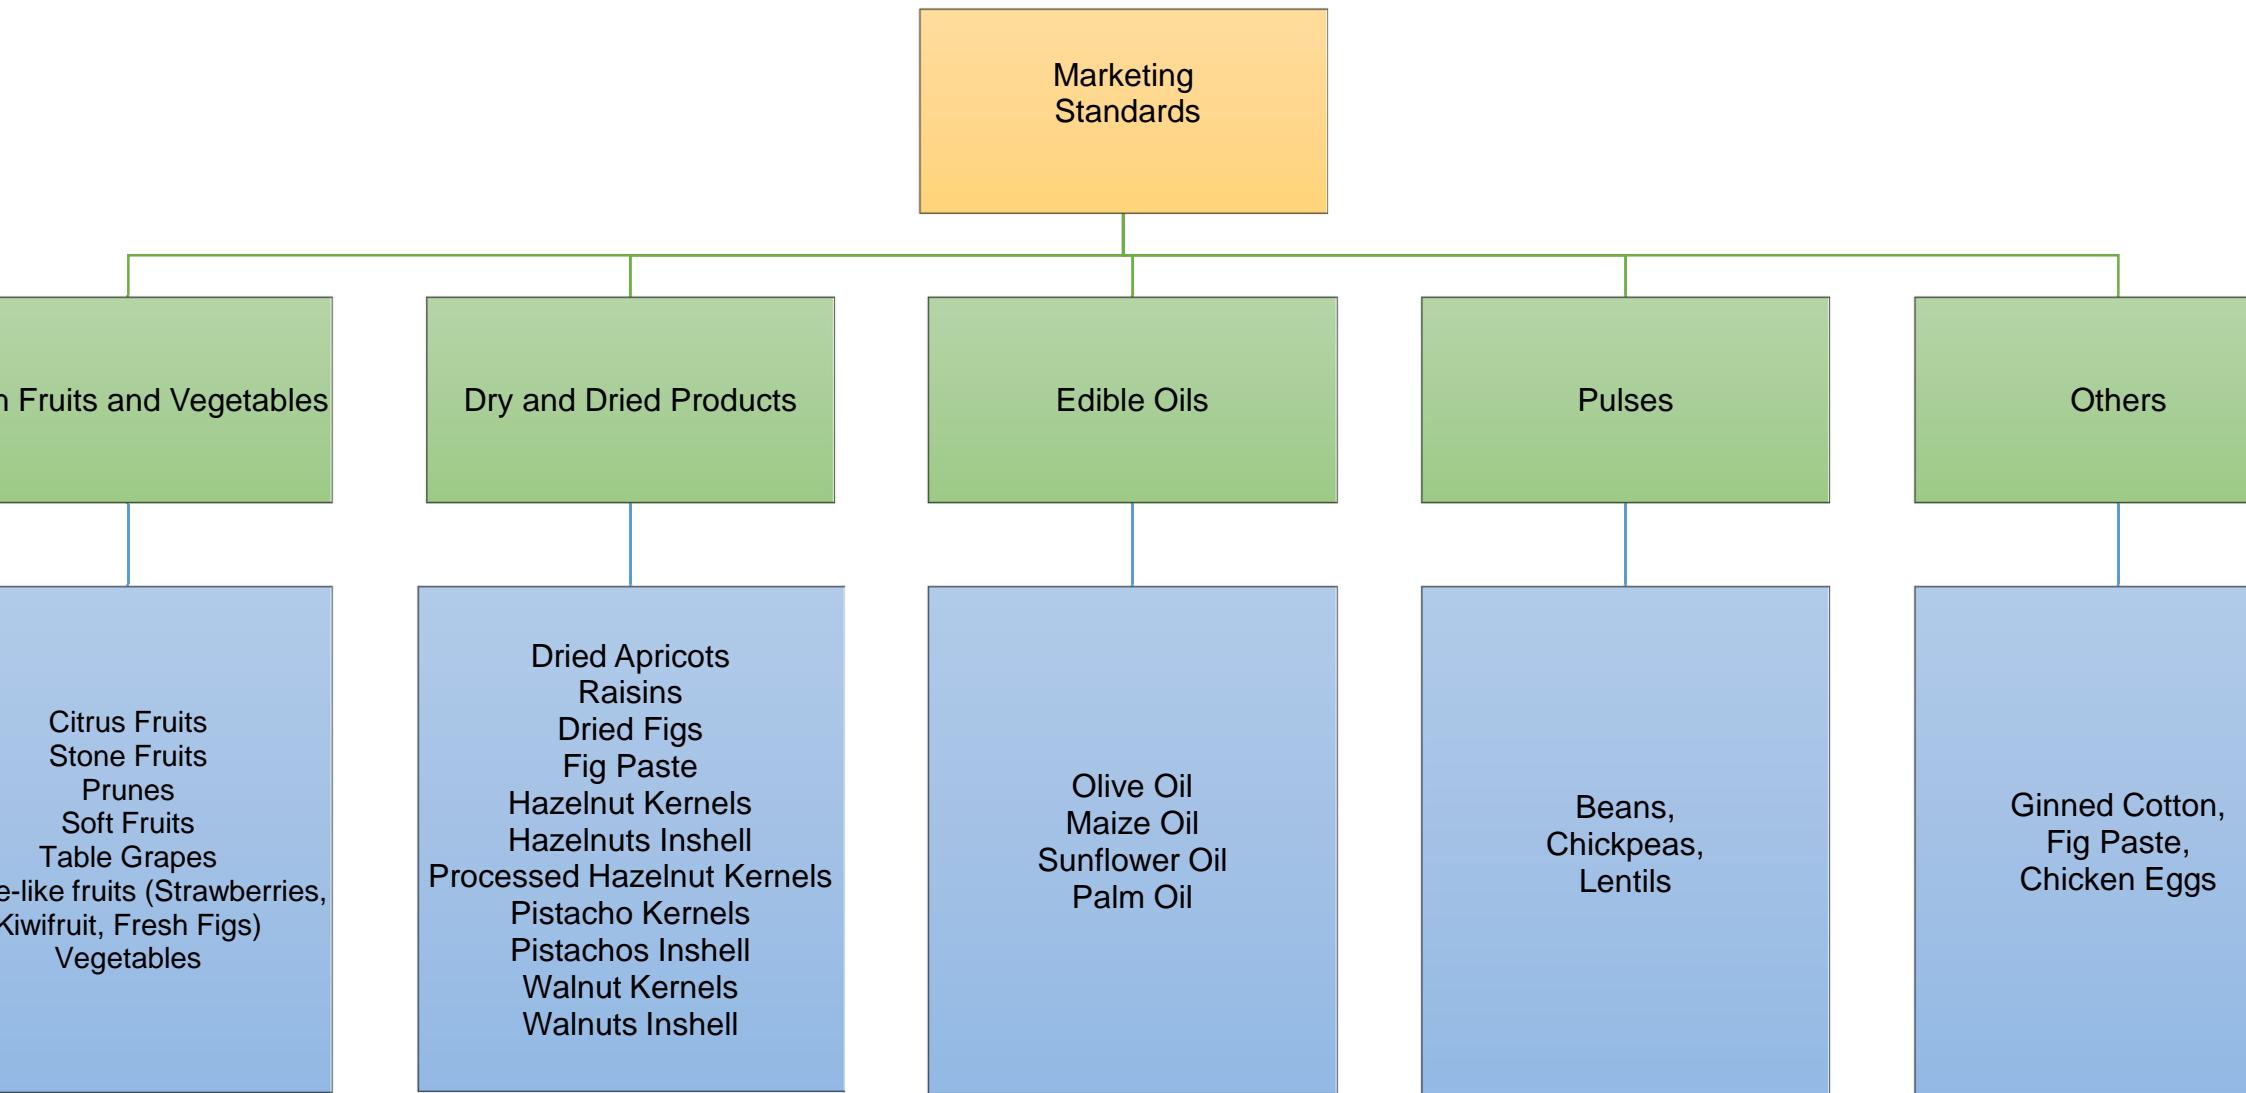 Marketing
Standards
Fruits and Vegetables
Dry and Dried Products
Edible Oils
Pulses
Others
Citrus Fruits
Stone Fruits
Prunes
Soft Fruits
Table Grapes
fruits (Strawberries,
Kiwifruit, Fresh Figs)
Vegetables
Dried Apricots
Raisins
Dried Figs
Fig Paste
Hazelnut Kernels
Hazelnuts Inshell
Processed Hazelnut Kernels
Pistacho Kernels
Pistachos Inshell
Walnut Kernels
Walnuts Inshell
Olive Oil
Maize Oil
Sunflower Oil
Palm Oil
Beans,
Chickpeas,
Lentils
Ginned Cotton,
Fig Paste,
Chicken Eggs